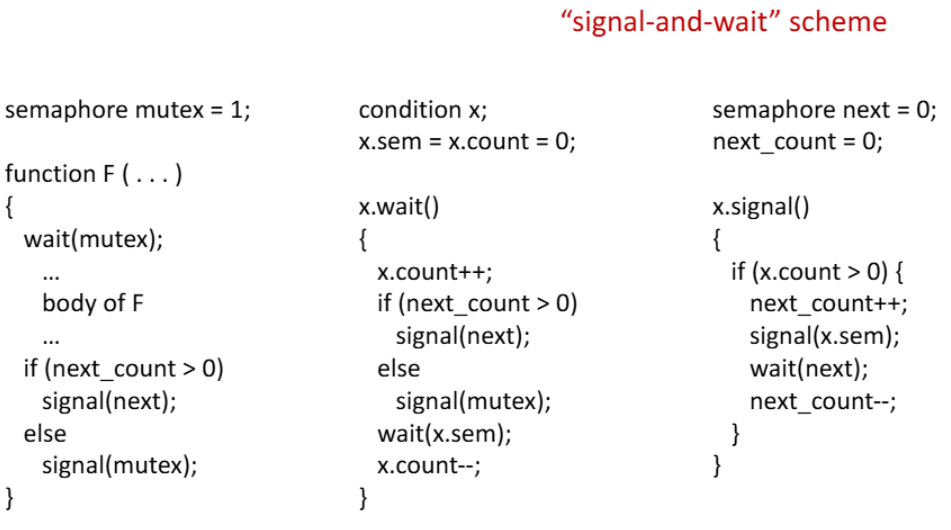 “signal-and-wait” scheme
semaphore mutex = 1;
function F ( . . . )
{
wait(mutex);
...
body of F
...
if (next_count > 0)
signal(next);
else
signal(mutex);
}
condition x;
x.sem = x.count = 0;
x.wait()
{
x.count++;
if (next_count > 0)
signal(next);
else
signal(mutex);
wait(x.sem);
x.count--;
}
semaphore next = 0;
next_count = 0;
x.signal()
{
if (x.count > 0) {
next_count++;
signal(x.sem);
wait(next);
next_count--;
}
}